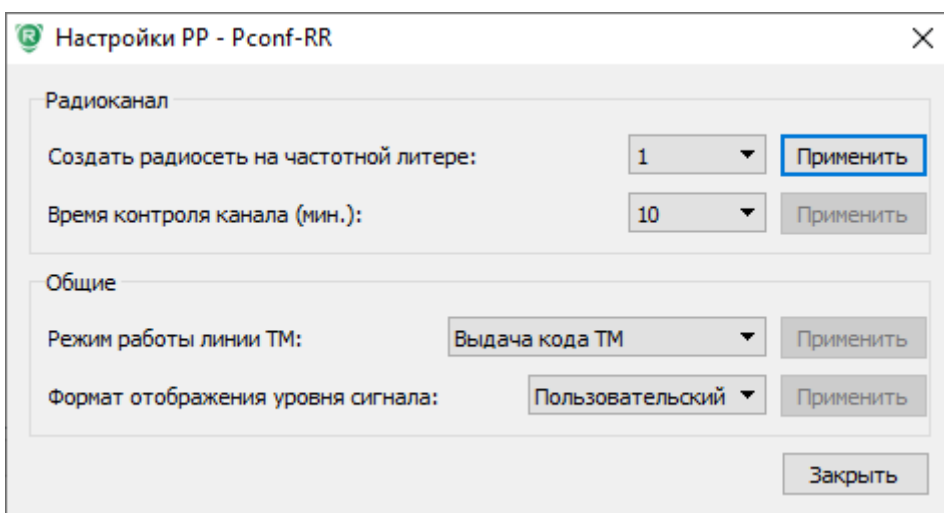 Настройки РР - Pconf-RR
Радиоканал
Создать радиосеть на частотной литере: 1 Применить
Время контроля канала (мин.): 10 Применить
Общие
Режим работы линии ТМ: Выдача кода ТМ Применить
Формат отображения уровня сигнала: Пользовательский Применить
Закрыть